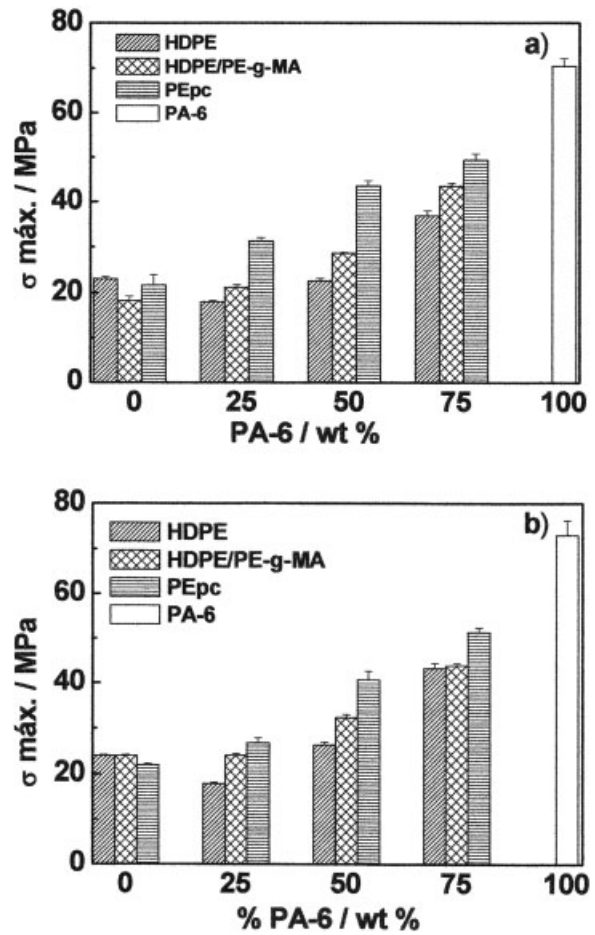 80
a)
HDPE
HDPE/PE-g-MA
PEpc
PA-6
60
40
20
0
σ máx. / MPa
0 25 50 75 100
PA-6 / wt %
80
b)
HDPE
HDPE/PE-g-MA
PEpc
PA-6
60
40
20
0
σ máx. / MPa
0 25 50 75 100
% PA-6 / wt %